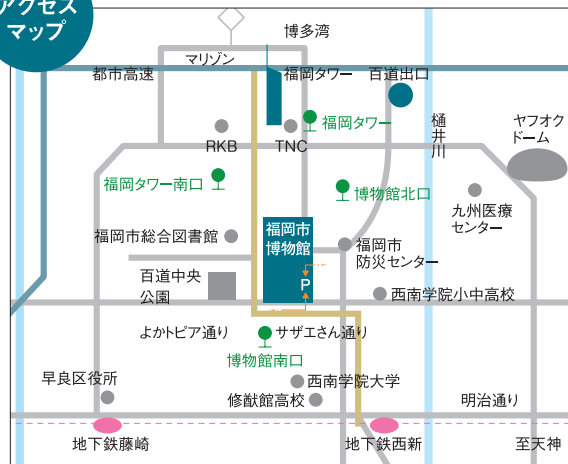 アクセス
マップ
博多湾
マリゾン
都市高速
福岡タワー
百道出口
福岡タワー
樋井川
ヤフオク
ドーム
RKB
TNC
福岡タワー南口
博物館北口
九州医療
センター
福岡市総合図書館
福岡市
博物館
福岡市
防災センター
百道中央
公園
P
西南学院小中高校
よかトピア通り
サザエさん通り
博物館南口
早良区役所
西南学院大学
修猷館高校
明治通り
地下鉄藤崎
地下鉄西新
至天神